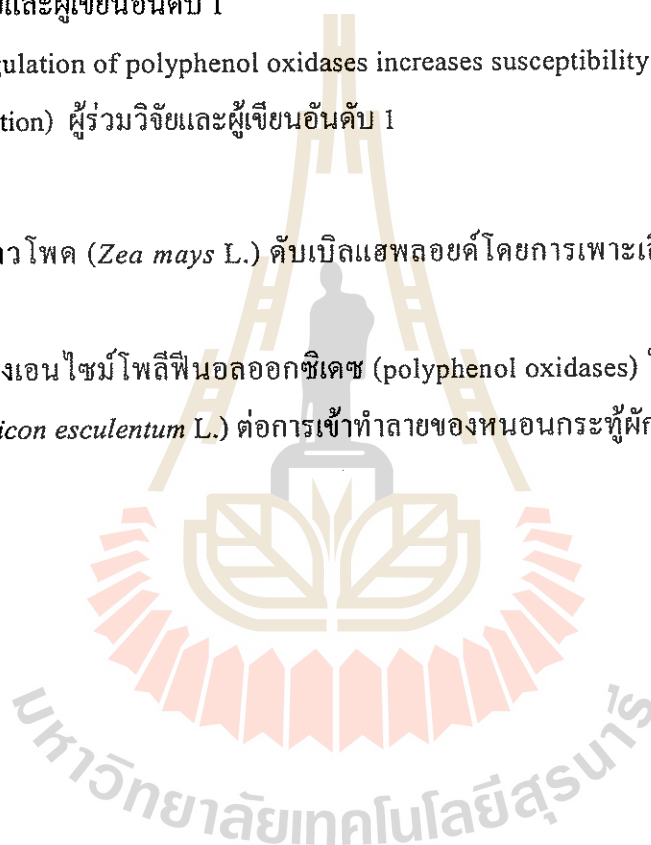 และผู้เขียนอันดับ 1
gulation of polyphenol oxidases increases susceptibility
tion) ผู้ร่วมวิจัยและผู้เขียนอันดับ 1
วโพด (Zea mays L.) ดับเบิลแฮพลอยด์โดยการเพาะเ
งเอนไซม์โพลีฟีนอลออกซิเดซ (polyphenol oxidases)
icon esculentum L.) ต่อการเข้าทำลายของหนอนกระทู้ผัก
มหาวิทยาลัยเทคโนโลยีสุรนารี